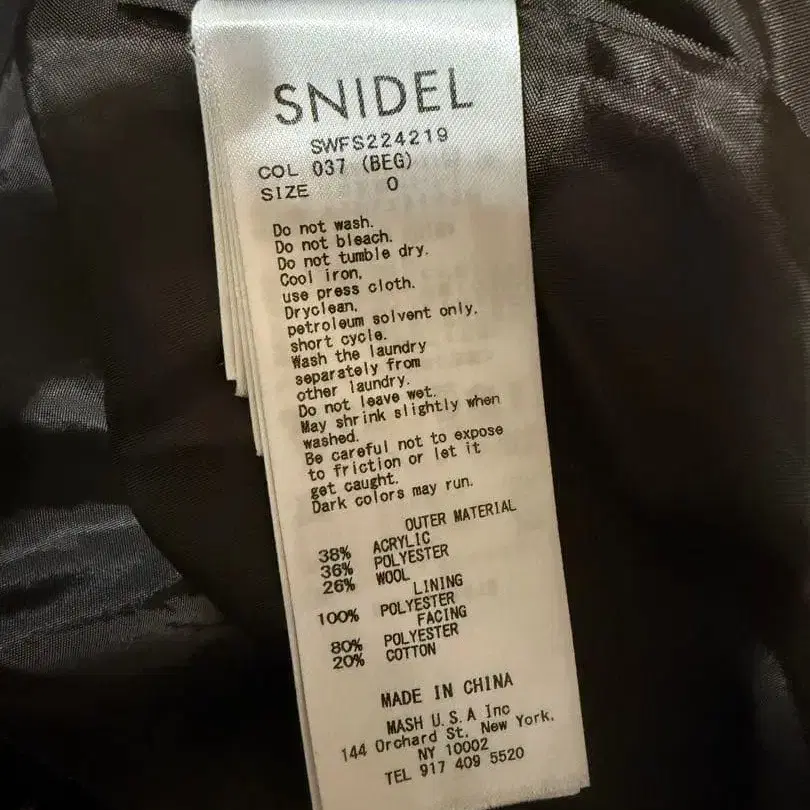 SNIDEL
SWFS224219
COL 037 (BEG)
SIZE 0
Do not wash.
Do not bleach.
Do not tumble dry.
Cool iron,
use press cloth.
Dryclean,
petroleum solvent only,
short cycle.
Wash the laundry
separately from
other laundry.
Do not leave wet.
May shrink slightly when
washed.
Be careful not to expose
to friction or let it
get caught.
Dark colors may run.
OUTER MATERIAL
38% ACRYLIC
36% POLYESTER
26% WOOL
LINING
100% POLYESTER
FACING
80% POLYESTER
20% COTTON
MADE IN CHINA
MASH U.S.A Inc
144 Orchard St, New York,
NY 10002
TEL 917 409 5520